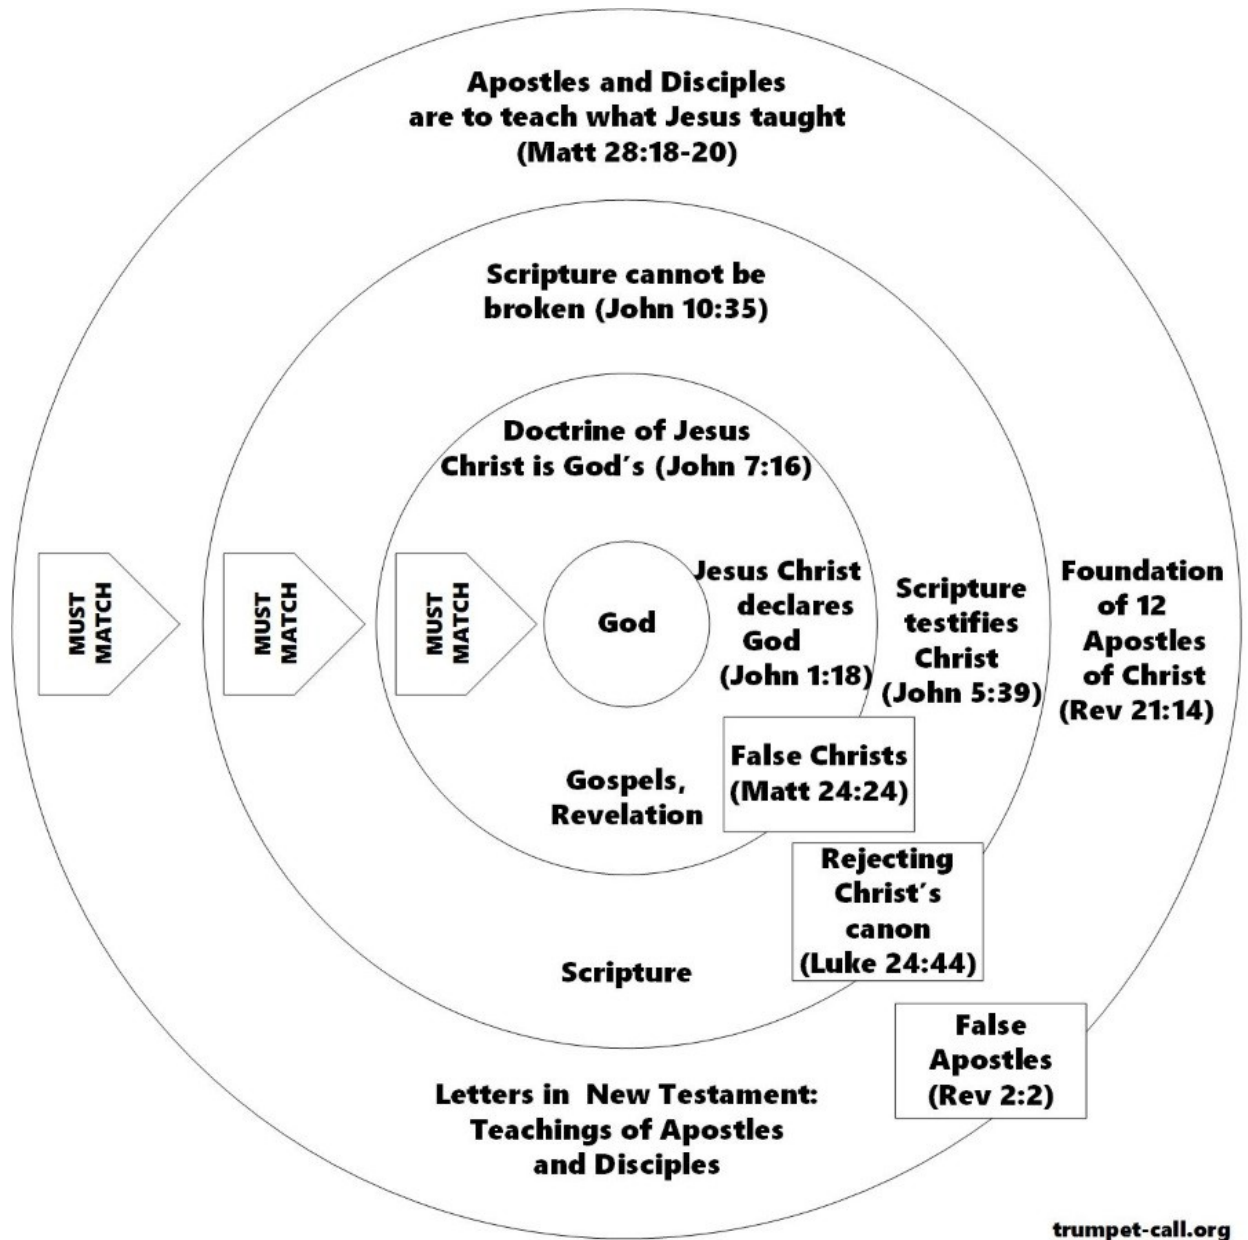 Apostles and Disciples
are to teach what Jesus taught
(Matt 28:18-20)
Scripture cannot be
broken (John 10:35)
Doctrine of Jesus
Christ is God´s (John 7:16)
MUST
MATCH
MUST
MATCH
MUST
MATCH
God
Jesus Christ
declares
God
(John 1:18)
Scripture
testifies
Christ
(John 5:39)
Foundation
of 12
Apostles
of Christ
(Rev 21:14)
False Christs
(Matt 24:24)
Gospels,
Revelation
Rejecting
Christ´s
canon
(Luke 24:44)
Scripture
False
Apostles
(Rev 2:2)
Letters in  New Testament:
Teachings of Apostles
and Disciples
trumpet-call.org